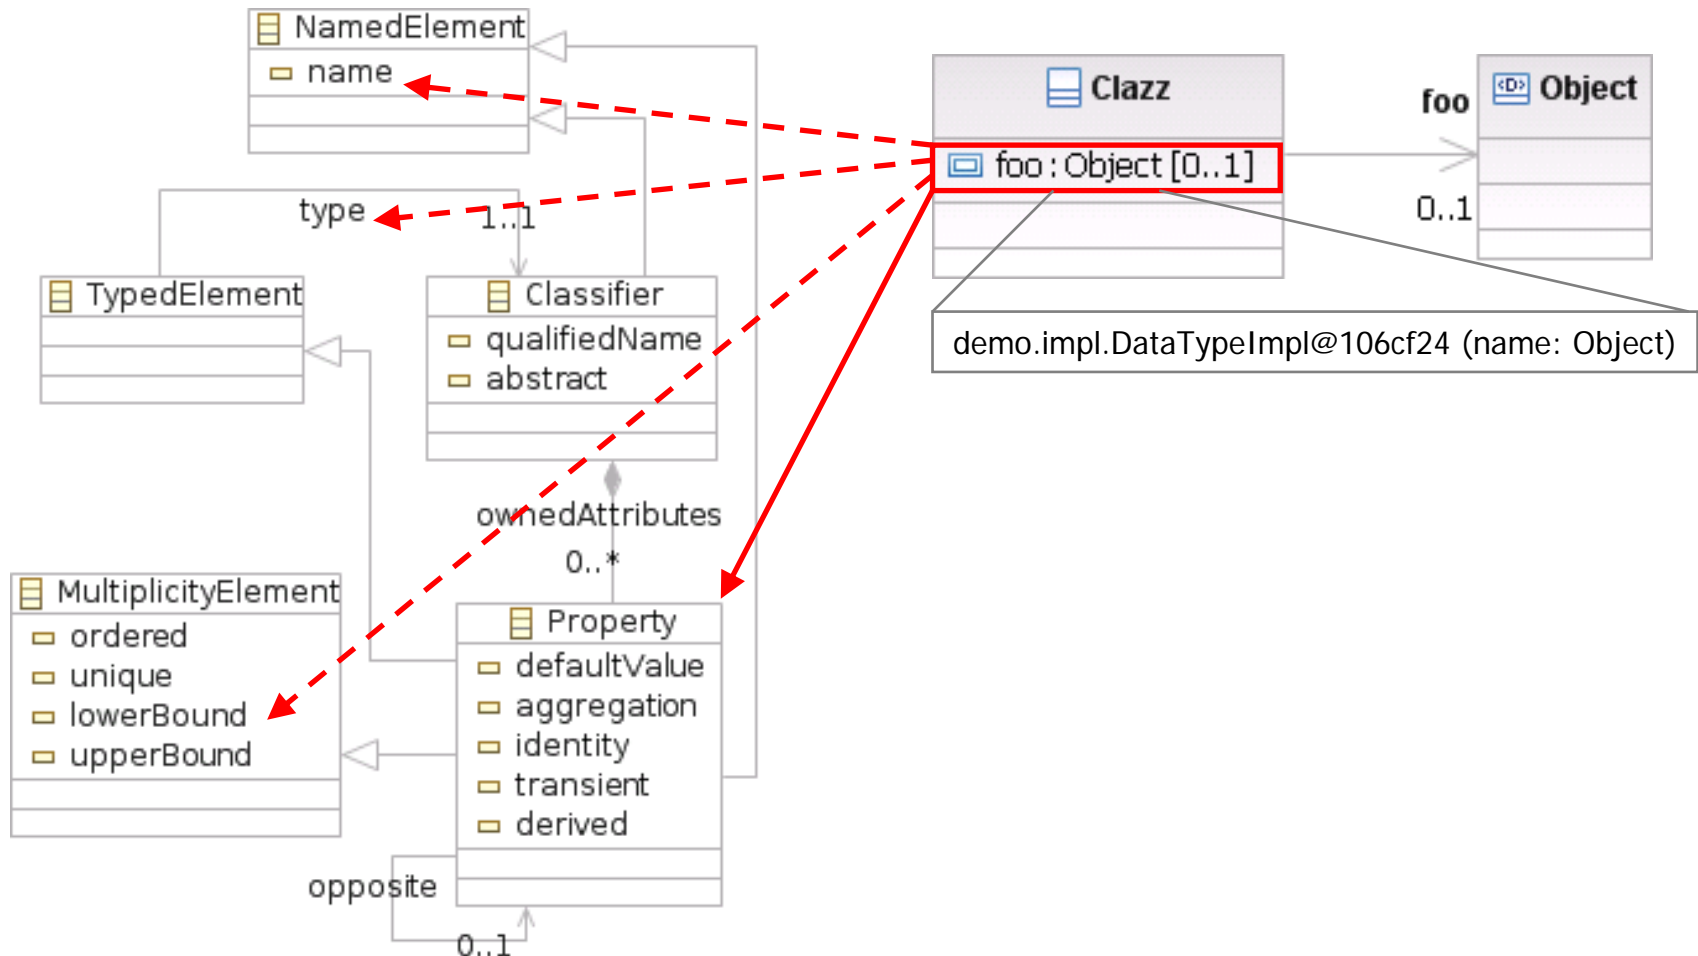 NamedElement
name
type
1..1
TypedElement
Classifier
qualifiedName
abstract
ownedAttributes
0..*
MultiplicityElement
ordered
unique
lowerBound
upperBound
Property
defaultValue
aggregation
identity
transient
derived
opposite
0..1
Clazz
foo : Object [0..1]
foo
0..1
<D> Object
demo.impl.DataTypeImpl@106cf24 (name: Object)